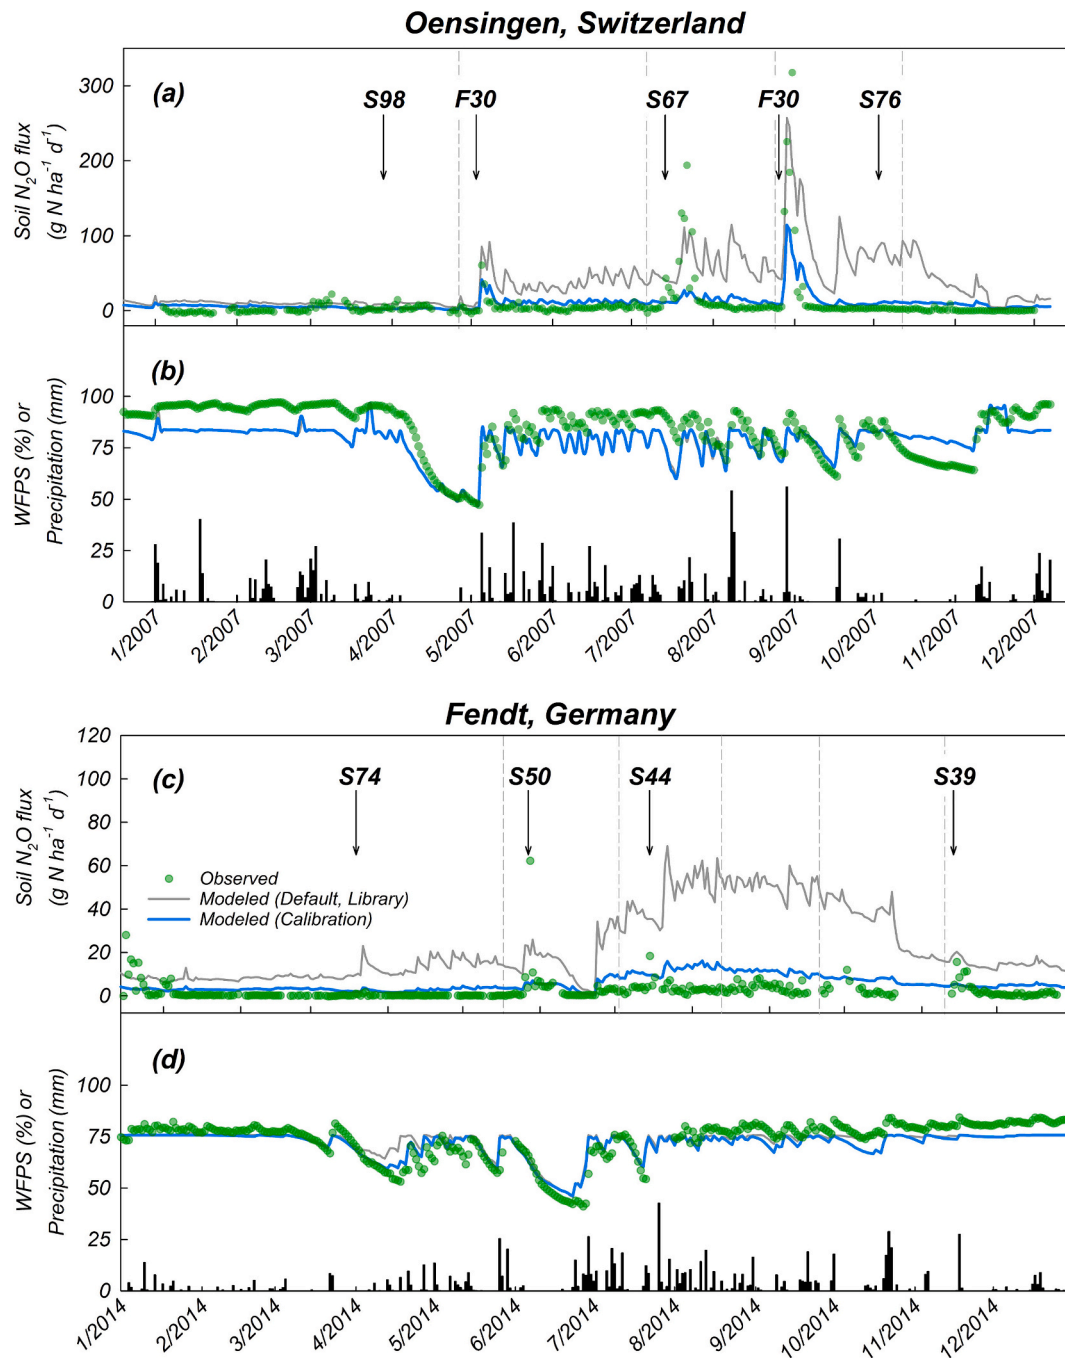 Oensingen, Switzerland
(a)
S98
F30
S67
F30
S76
Soil N₂O flux
(g N ha⁻¹ d⁻¹)
300
200
100
0
(b)
WFPS (%) or
Precipitation (mm)
100
75
50
25
0
1/2007
2/2007
3/2007
4/2007
5/2007
6/2007
7/2007
8/2007
9/2007
10/2007
11/2007
12/2007
Fendt, Germany
(c)
S74
S50
S44
S39
Soil N₂O flux
(g N ha⁻¹ d⁻¹)
120
100
80
60
40
20
0
Observed
Modeled (Default, Library)
Modeled (Calibration)
(d)
WFPS (%) or
Precipitation (mm)
100
75
50
25
0
1/2014
2/2014
3/2014
4/2014
5/2014
6/2014
7/2014
8/2014
9/2014
10/2014
11/2014
12/2014